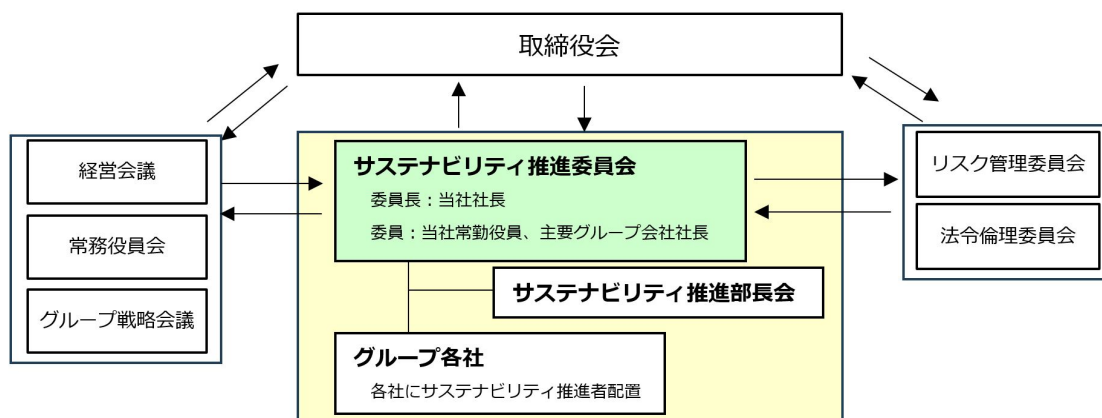 取締役会
経営会議
常務役員会
グループ戦略会議
サステナビリティ推進委員会
委員長：当社社長
委員：当社常勤役員、主要グループ会社社長
サステナビリティ推進部長会
グループ各社
各社にサステナビリティ推進者配置
リスク管理委員会
法令倫理委員会